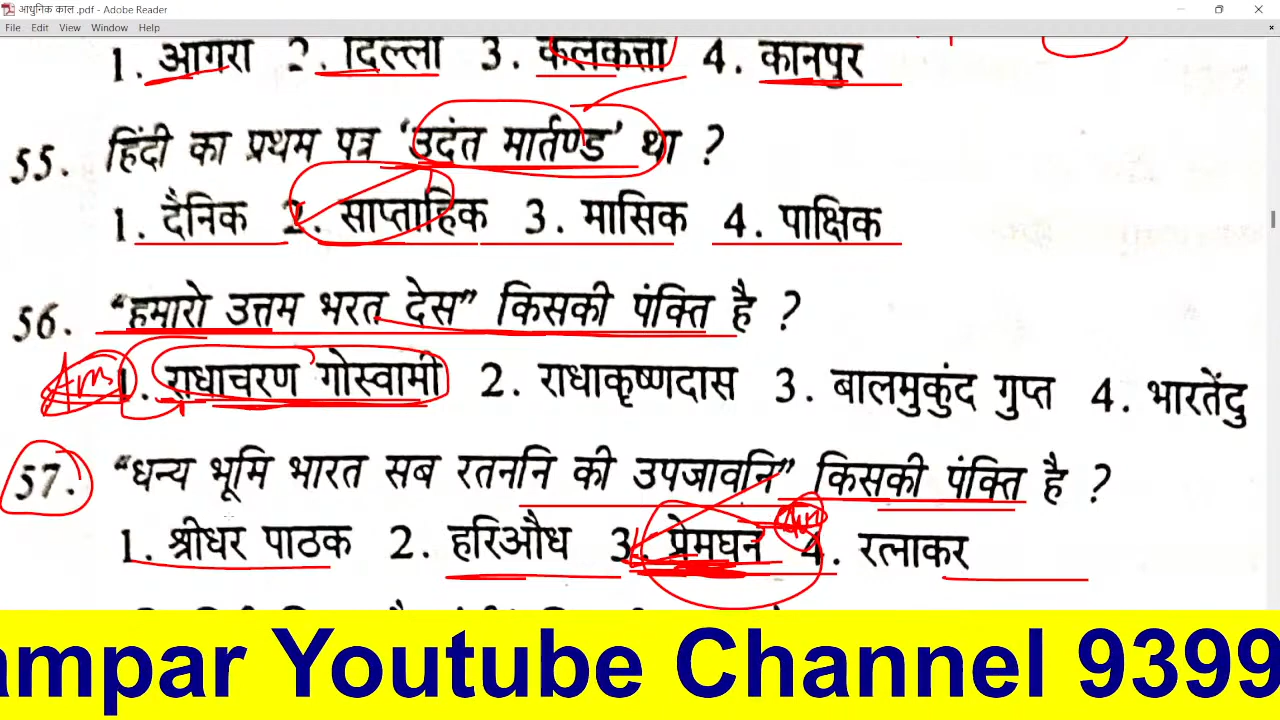 आधुनिक काल .pdf - Adobe Reader
File Edit View Window Help
1. आगरा 2. दिल्ली 3. कलकत्ता 4. कानपुर
55. हिंदी का प्रथम पत्र ‘उदंत मार्तण्ड’ था ?
1. दैनिक 2. साप्ताहिक 3. मासिक 4. पाक्षिक
56. “हमारो उत्तम भरत देस” किसकी पंक्ति है ?
Ans 1. राधाचरण गोस्वामी 2. राधाकृष्णदास 3. बालमुकुंद गुप्त 4. भारतेंदु
57. “धन्य भूमि भारत सब रतननि की उपजावनि” किसकी पंक्ति है ?
1. श्रीधर पाठक 2. हरिऔध 3. प्रेमघन 4. रत्नाकर
ampar Youtube Channel 9399